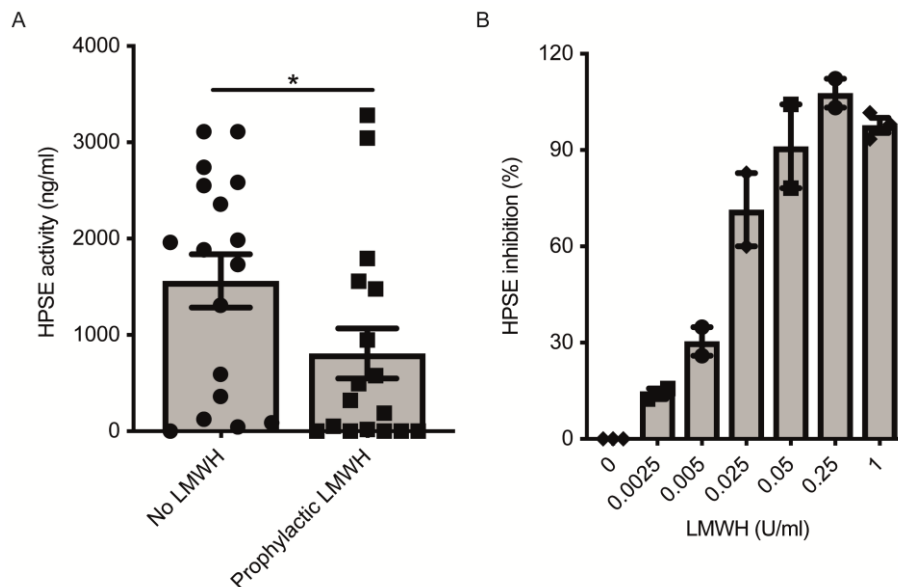 A
HPSE activity (ng/ml)
4000
3000
2000
1000
0
*
No LMWH
Prophylactic LMWH
B
HPSE inhibition (%)
120
90
60
30
0
0
0.0025
0.005
0.025
0.05
0.25
1
LMWH (U/ml)